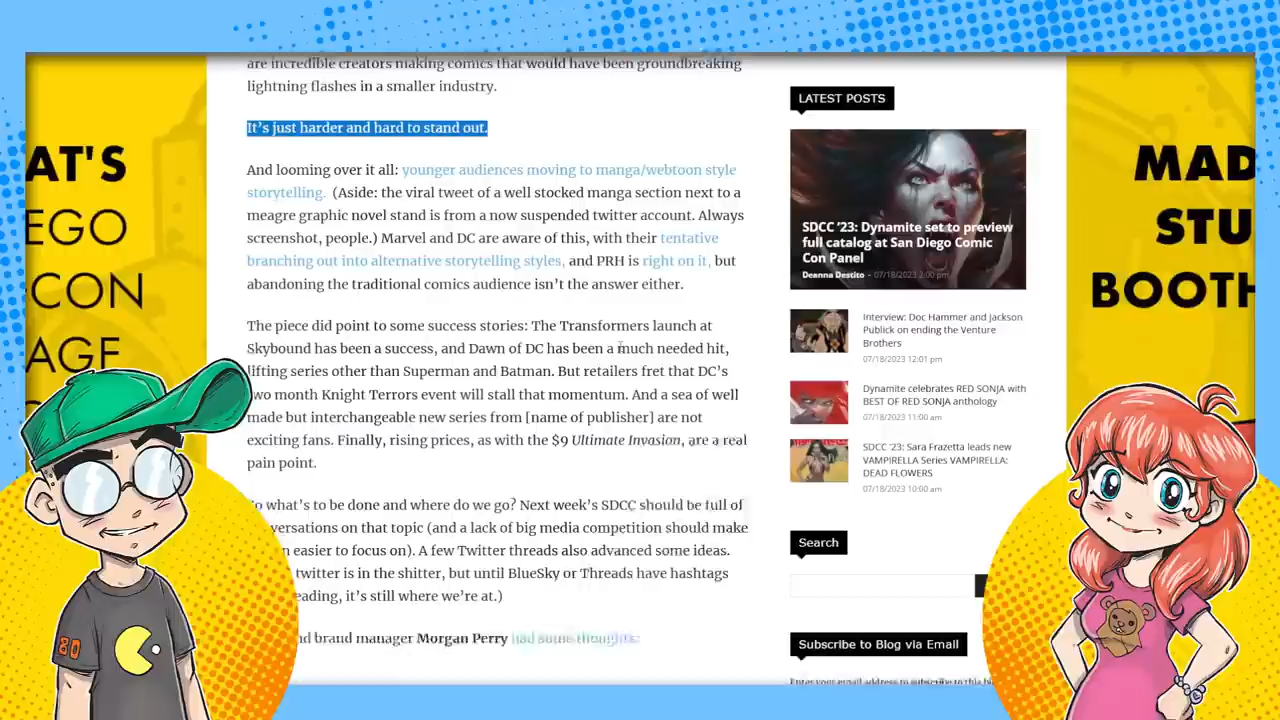 are incredible creators making comics that would have been groundbreaking
lightning flashes in a smaller industry.
It's just harder and hard to stand out.
And looming over it all: younger audiences moving to manga/webtoon style
storytelling. (Aside: the viral tweet of a well stocked manga section next to a
meagre graphic novel stand is from a now suspended twitter account. Always
screenshot, people.) Marvel and DC are aware of this, with their tentative
branching out into alternative storytelling styles, and PRH is right on it, but
abandoning the traditional comics audience isn't the answer either.
The piece did point to some success stories: The Transformers launch at
Skybound has been a success, and Dawn of DC has been a much needed hit,
lifting series other than Superman and Batman. But retailers fret that DC's
two month Knight Terrors event will stall that momentum. And a sea of well
made but interchangeable new series from [name of publisher] are not
exciting fans. Finally, rising prices, as with the $9 Ultimate Invasion, are a real
pain point.
So what's to be done and where do we go? Next week's SDCC should be full of
versations on that topic (and a lack of big media competition should make
n easier to focus on). A few Twitter threads also advanced some ideas.
twitter is in the shitter, but until BlueSky or Threads have hashtags
eading, it's still where we're at.)
nd brand manager Morgan Perry had some thoughts:
LATEST POSTS
SDCC '23: Dynamite set to preview
full catalog at San Diego Comic
Con Panel
Deanna Destito - 07/18/2023 2:00 pm
Interview: Doc Hammer and Jackson
Publick on ending the Venture
Brothers
07/18/2023 12:01 pm
Dynamite celebrates RED SONJA with
BEST OF RED SONJA anthology
07/18/2023 11:00 am
SDCC '23: Sara Frazetta leads new
VAMPIRELLA Series VAMPIRELLA:
DEAD FLOWERS
07/18/2023 10:00 am
Search
Subscribe to Blog via Email
AT'S
EGO
CON
AGE
MAD
STU
BOOTH
80